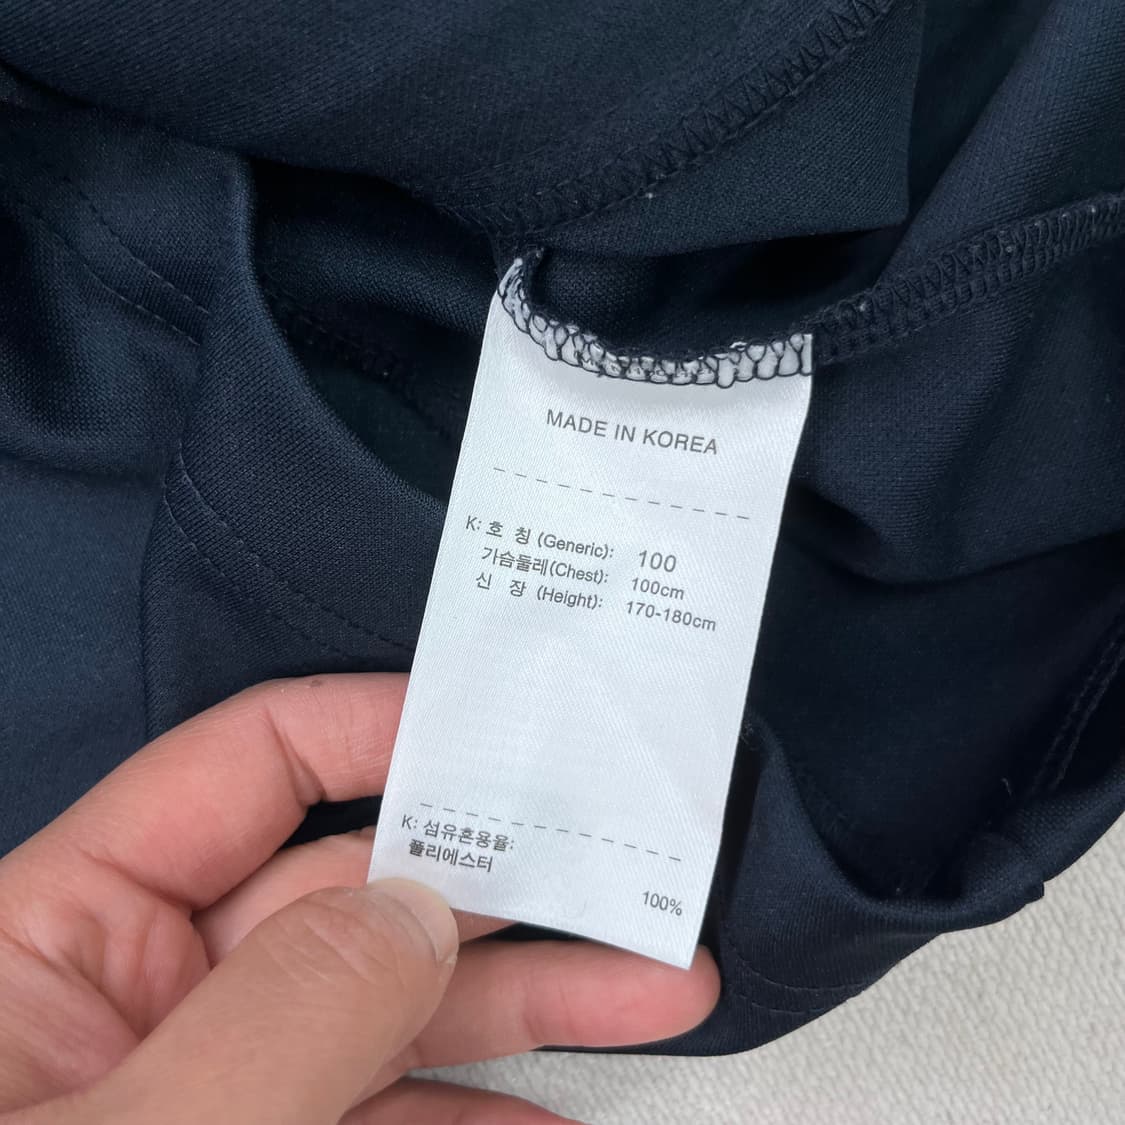 MADE IN KOREA
K: 호 칭 (Generic): 100
가슴둘레(Chest): 100cm
신 장 (Height): 170-180cm
K: 섬유혼용율:
폴리에스터
100%